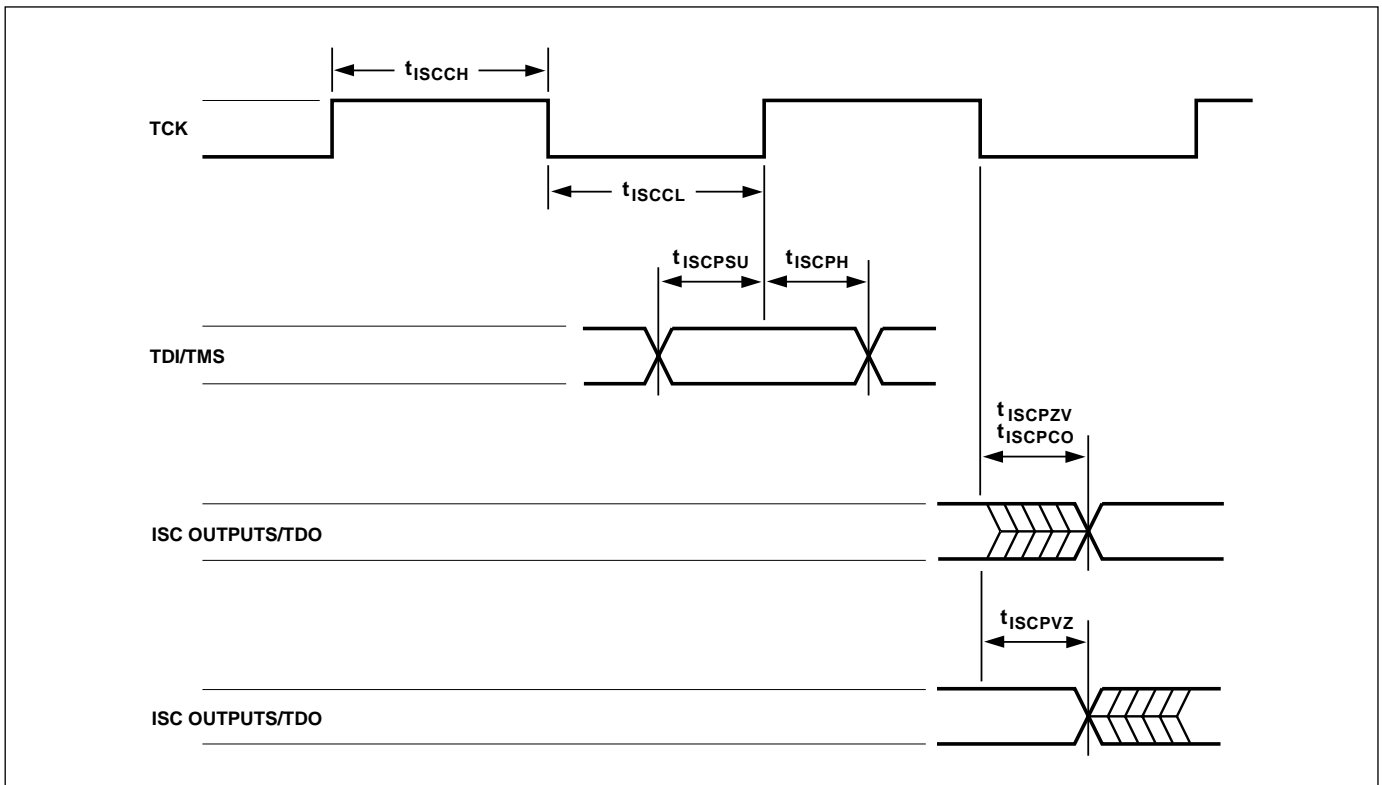 tISCCH
TCK
tISCCL
tISCPSU
tISCPH
TDI/TMS
tISCPZV
tISCPCO
ISC OUTPUTS/TDO
tISCPVZ
ISC OUTPUTS/TDO